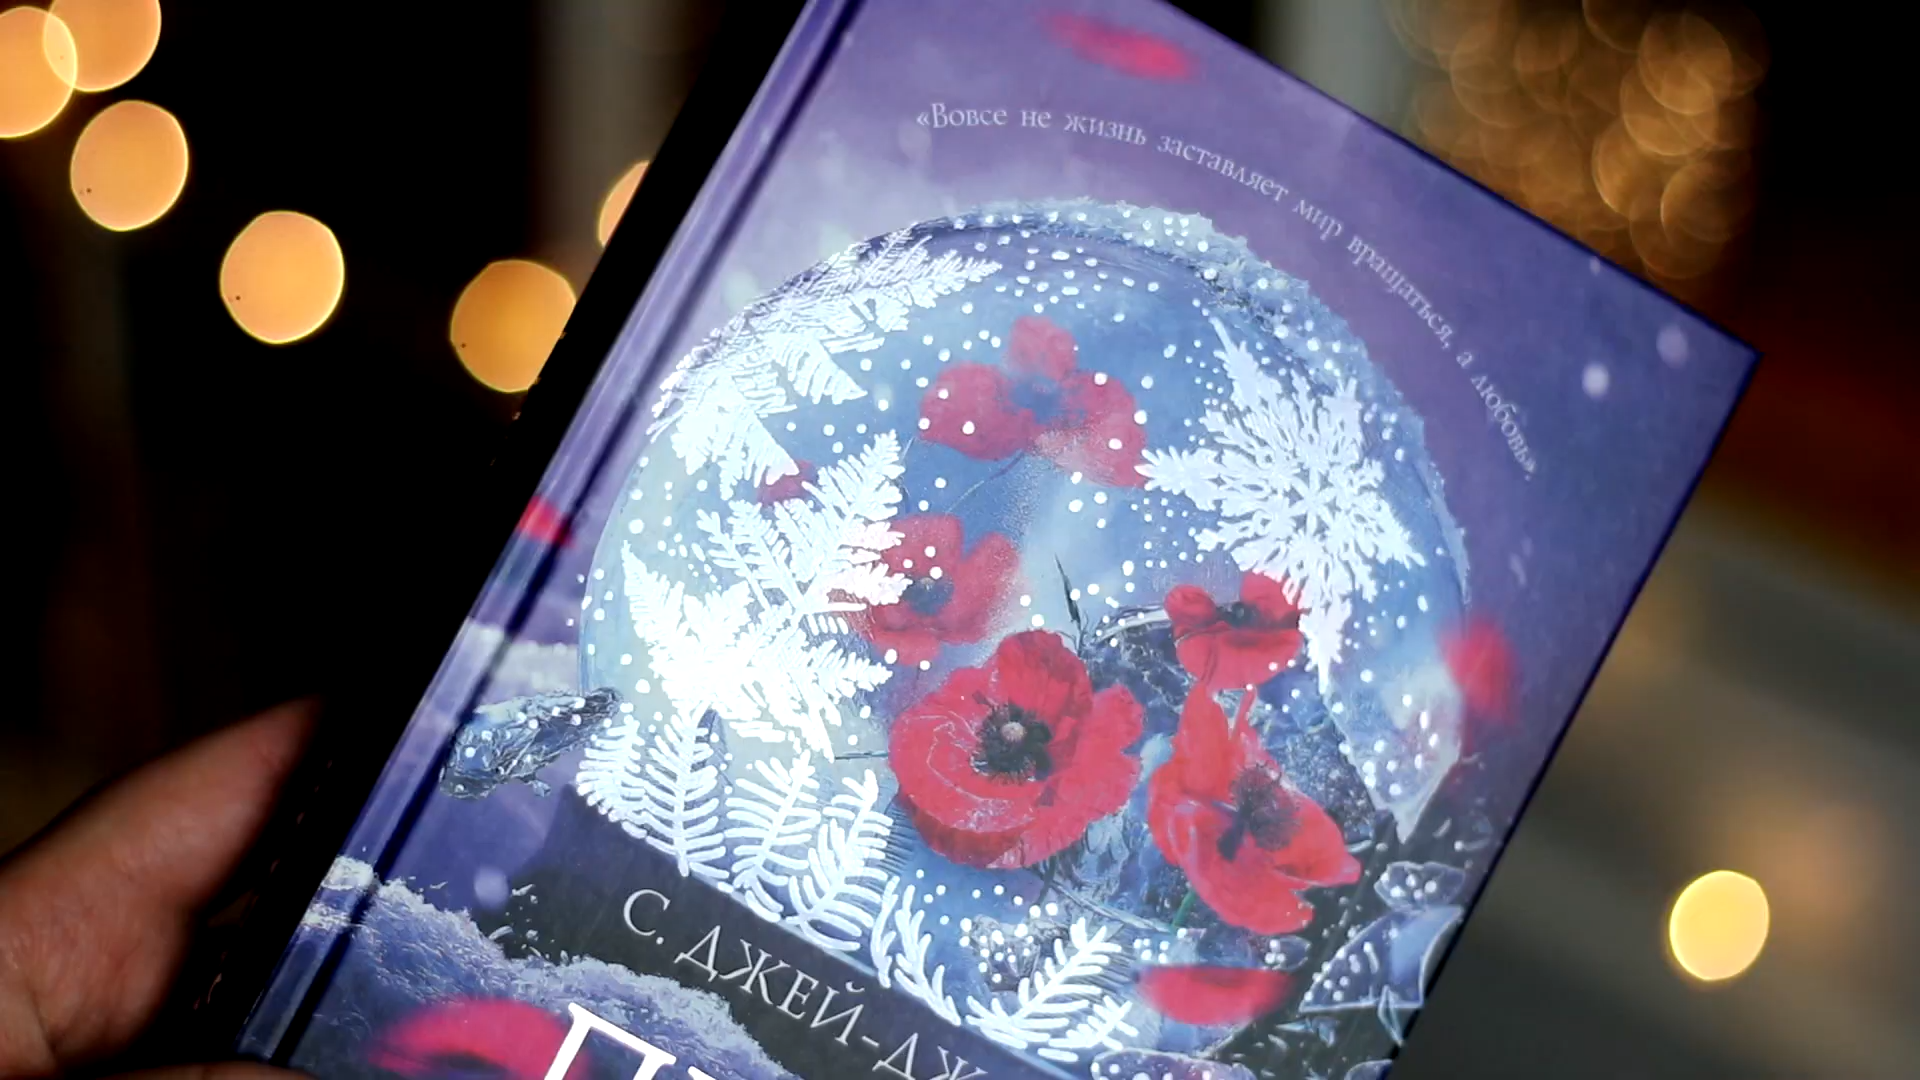 «Вовсе не жизнь заставляет мир вращаться, а любовь».
С. ДЖЕЙ-ДЖ